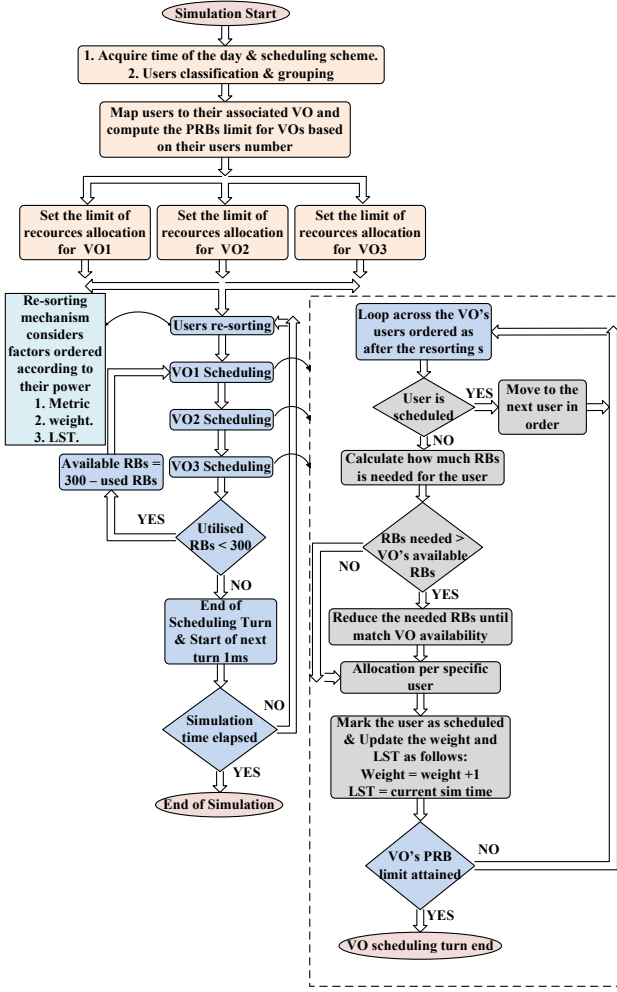 Simulation Start
1. Acquire time of the day & scheduling scheme.
2. Users classification & grouping
Map users to their associated VO and
compute the PRBs limit for VOs based
on their users number
Set the limit of
recources allocation
for VO1
Set the limit of
recources allocation
for VO2
Set the limit of
recources allocation
for VO3
Re-sorting
mechanism
considers
factors ordered
according to
their power
1. Metric
2. weight.
3. LST.
Users re-sorting
VO1 Scheduling
VO2 Scheduling
VO3 Scheduling
Available RBs =
300 – used RBs
YES
Utilised
RBs < 300
NO
End of
Scheduling Turn
& Start of next
turn 1ms
NO
Simulation
time elapsed
YES
End of Simulation
Loop across the VO's
users ordered as
after the resorting s
User is
scheduled
YES
Move to the
next user in
order
NO
Calculate how much RBs
is needed for the user
RBs needed >
VO's available
RBs
NO
YES
Reduce the needed RBs until
match VO availability
Allocation per specific
user
Mark the user as scheduled
& Update the weight and
LST as follows:
Weight = weight +1
LST = current sim time
VO's PRB
limit attained
NO
YES
VO scheduling turn end